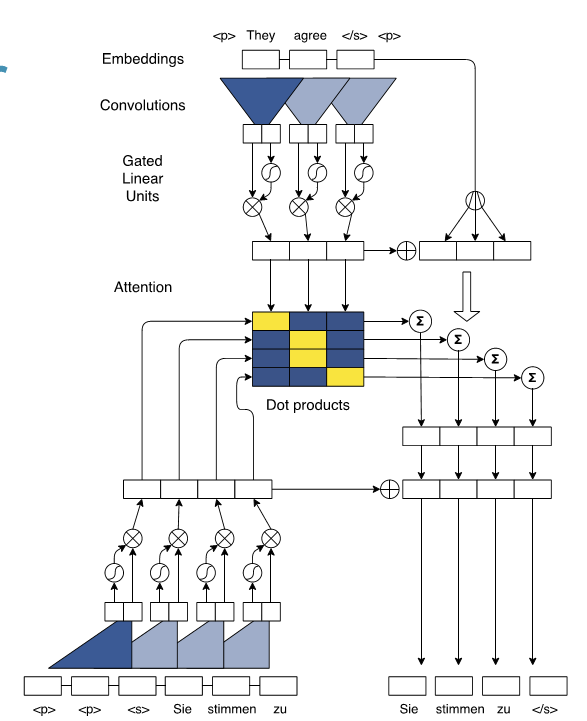 <p> They agree </s> <p>
Embeddings
Convolutions
Gated
Linear
Units
Attention
Σ
Σ
Σ
Σ
Dot products
<p> <p> <s> Sie stimmen zu
Sie stimmen zu </s>